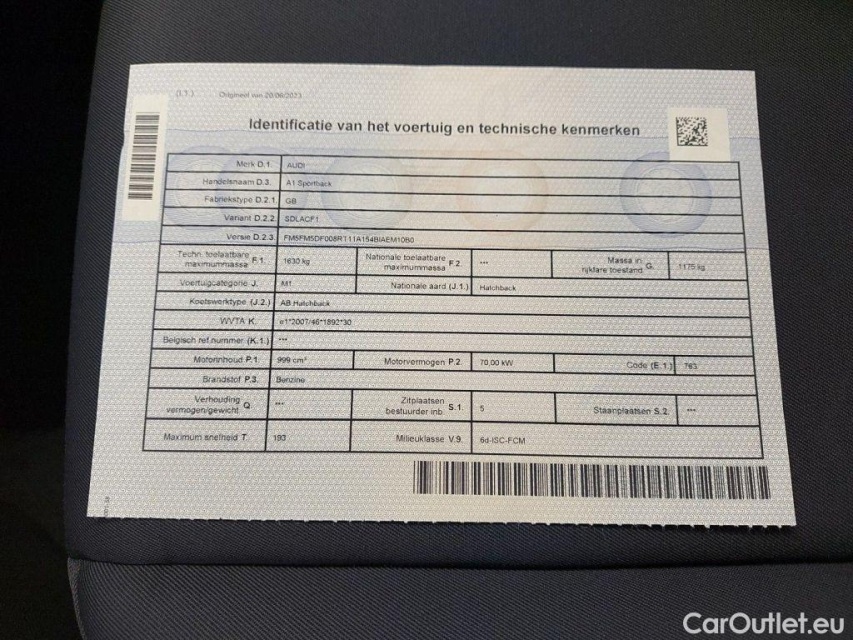 (I.1.) Origineel van 20/06/2023
Identificatie van het voertuig en technische kenmerken
Merk D.1. AUDI
Handelsnaam D.3. A1 Sportback
Fabriekstype D.2.1. GB
Variant D.2.2. SDLACF1
Versie D.2.3. FM5FM5DF008RT11A154BIAEM10B0
Techn. toelaatbare maximummassa F.1. 1630 kg Nationale toelaatbare maximummassa F.2. --- Massa in rijklare toestand G. 1175 kg
Voertuigcategorie J. M1 Nationale aard (J.1.) Hatchback
Koetswerktype (J.2.) AB Hatchback
WVTA K. e1*2007/46*1892*30
Belgisch ref.nummer (K.1.) ---
Motorinhoud P.1. 999 cm³ Motorvermogen P.2. 70,00 kW Code (E.1.) 763
Brandstof P.3. Benzine
Verhouding vermogen/gewicht Q. --- Zitplaatsen bestuurder inb. S.1. 5 Staanplaatsen S.2. ---
Maximum snelheid T. 193 Milieuklasse V.9. 6d-ISC-FCM
CarOutlet.eu